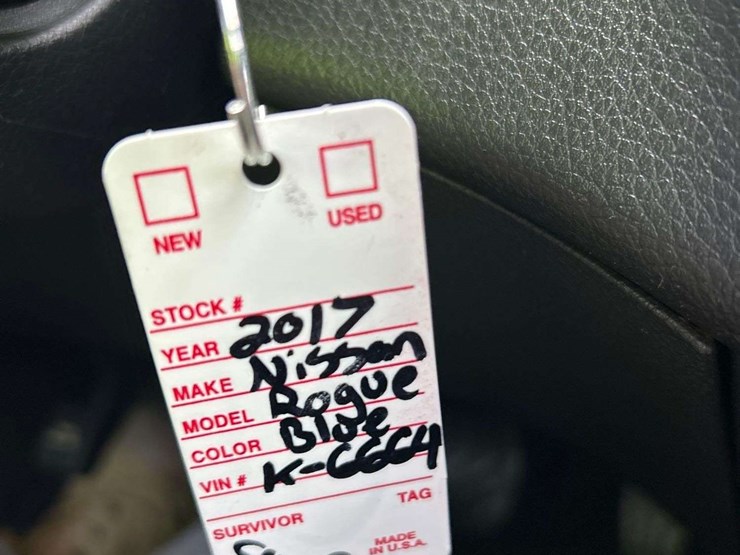 NEW USED
STOCK #
YEAR 2017
MAKE Nissan
MODEL Rogue
COLOR Blue
VIN # K-6664
SURVIVOR TAG
MADE
IN U.S.A.